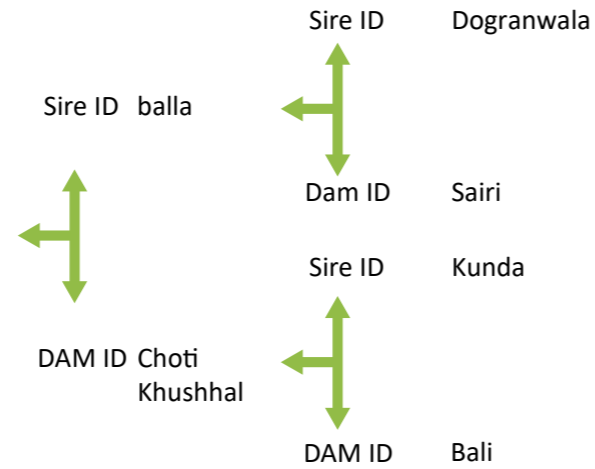 Sire ID Dogranwala
Sire ID balla
Dam ID Sairi
Sire ID Kunda
DAM ID Choti
Khushhal
DAM ID Bali